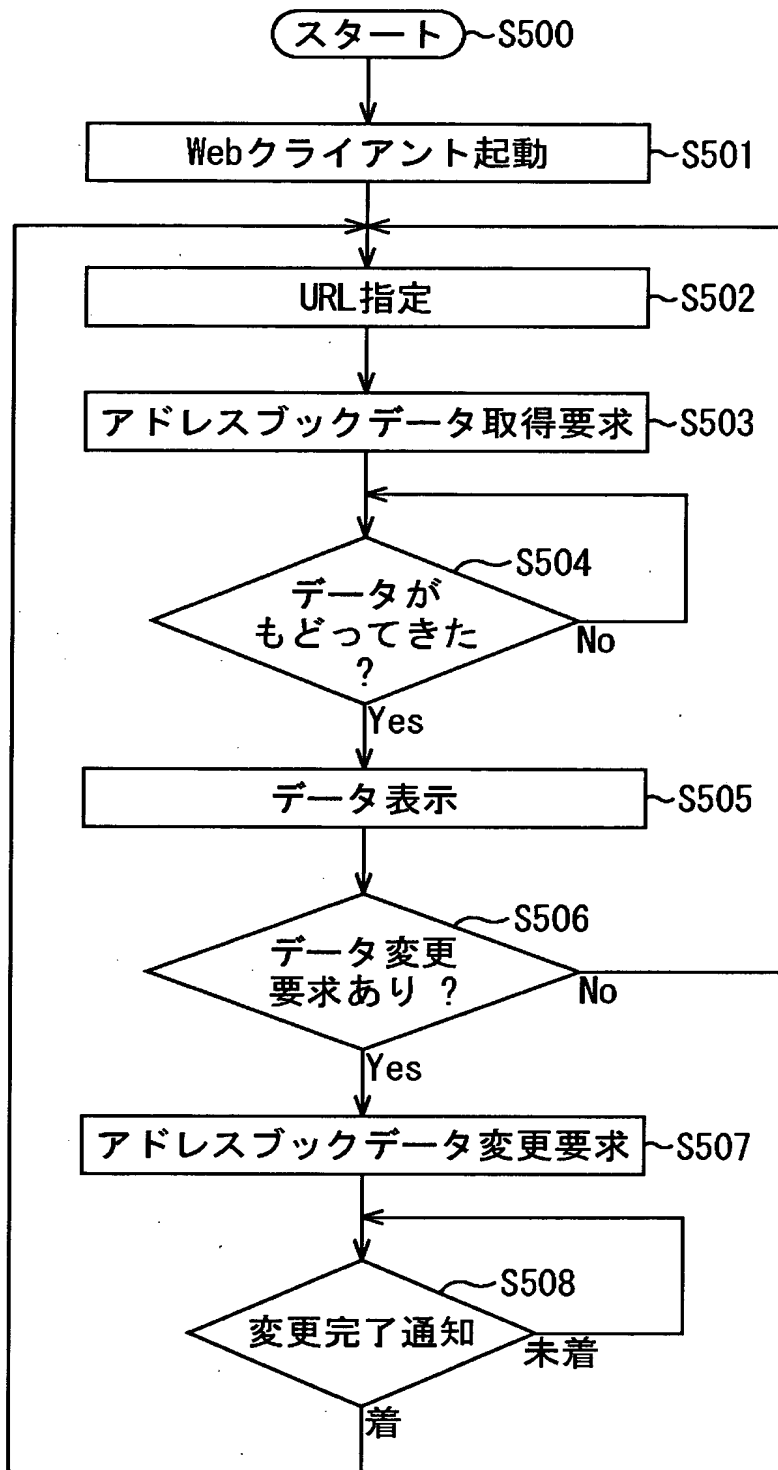 スタート
S500
Webクライアント起動
S501
URL指定
S502
アドレスブックデータ取得要求
S503
S504
データが
もどってきた
?
No
Yes
データ表示
S505
S506
データ変更
要求あり ?
No
Yes
アドレスブックデータ変更要求
S507
S508
変更完了通知
未着
着